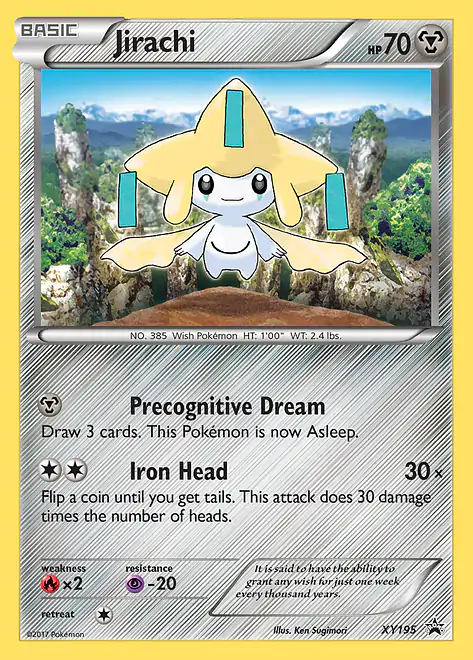 BASIC
Jirachi
HP70
NO. 385 Wish Pokémon HT: 1'00" WT: 2.4 lbs.
Precognitive Dream
Draw 3 cards. This Pokémon is now Asleep.
Iron Head 30×
Flip a coin until you get tails. This attack does 30 damage
times the number of heads.
weakness
×2
resistance
-20
retreat
It is said to have the ability to
grant any wish for just one week
every thousand years.
©2017 Pokémon
Illus. Ken Sugimori
XY195